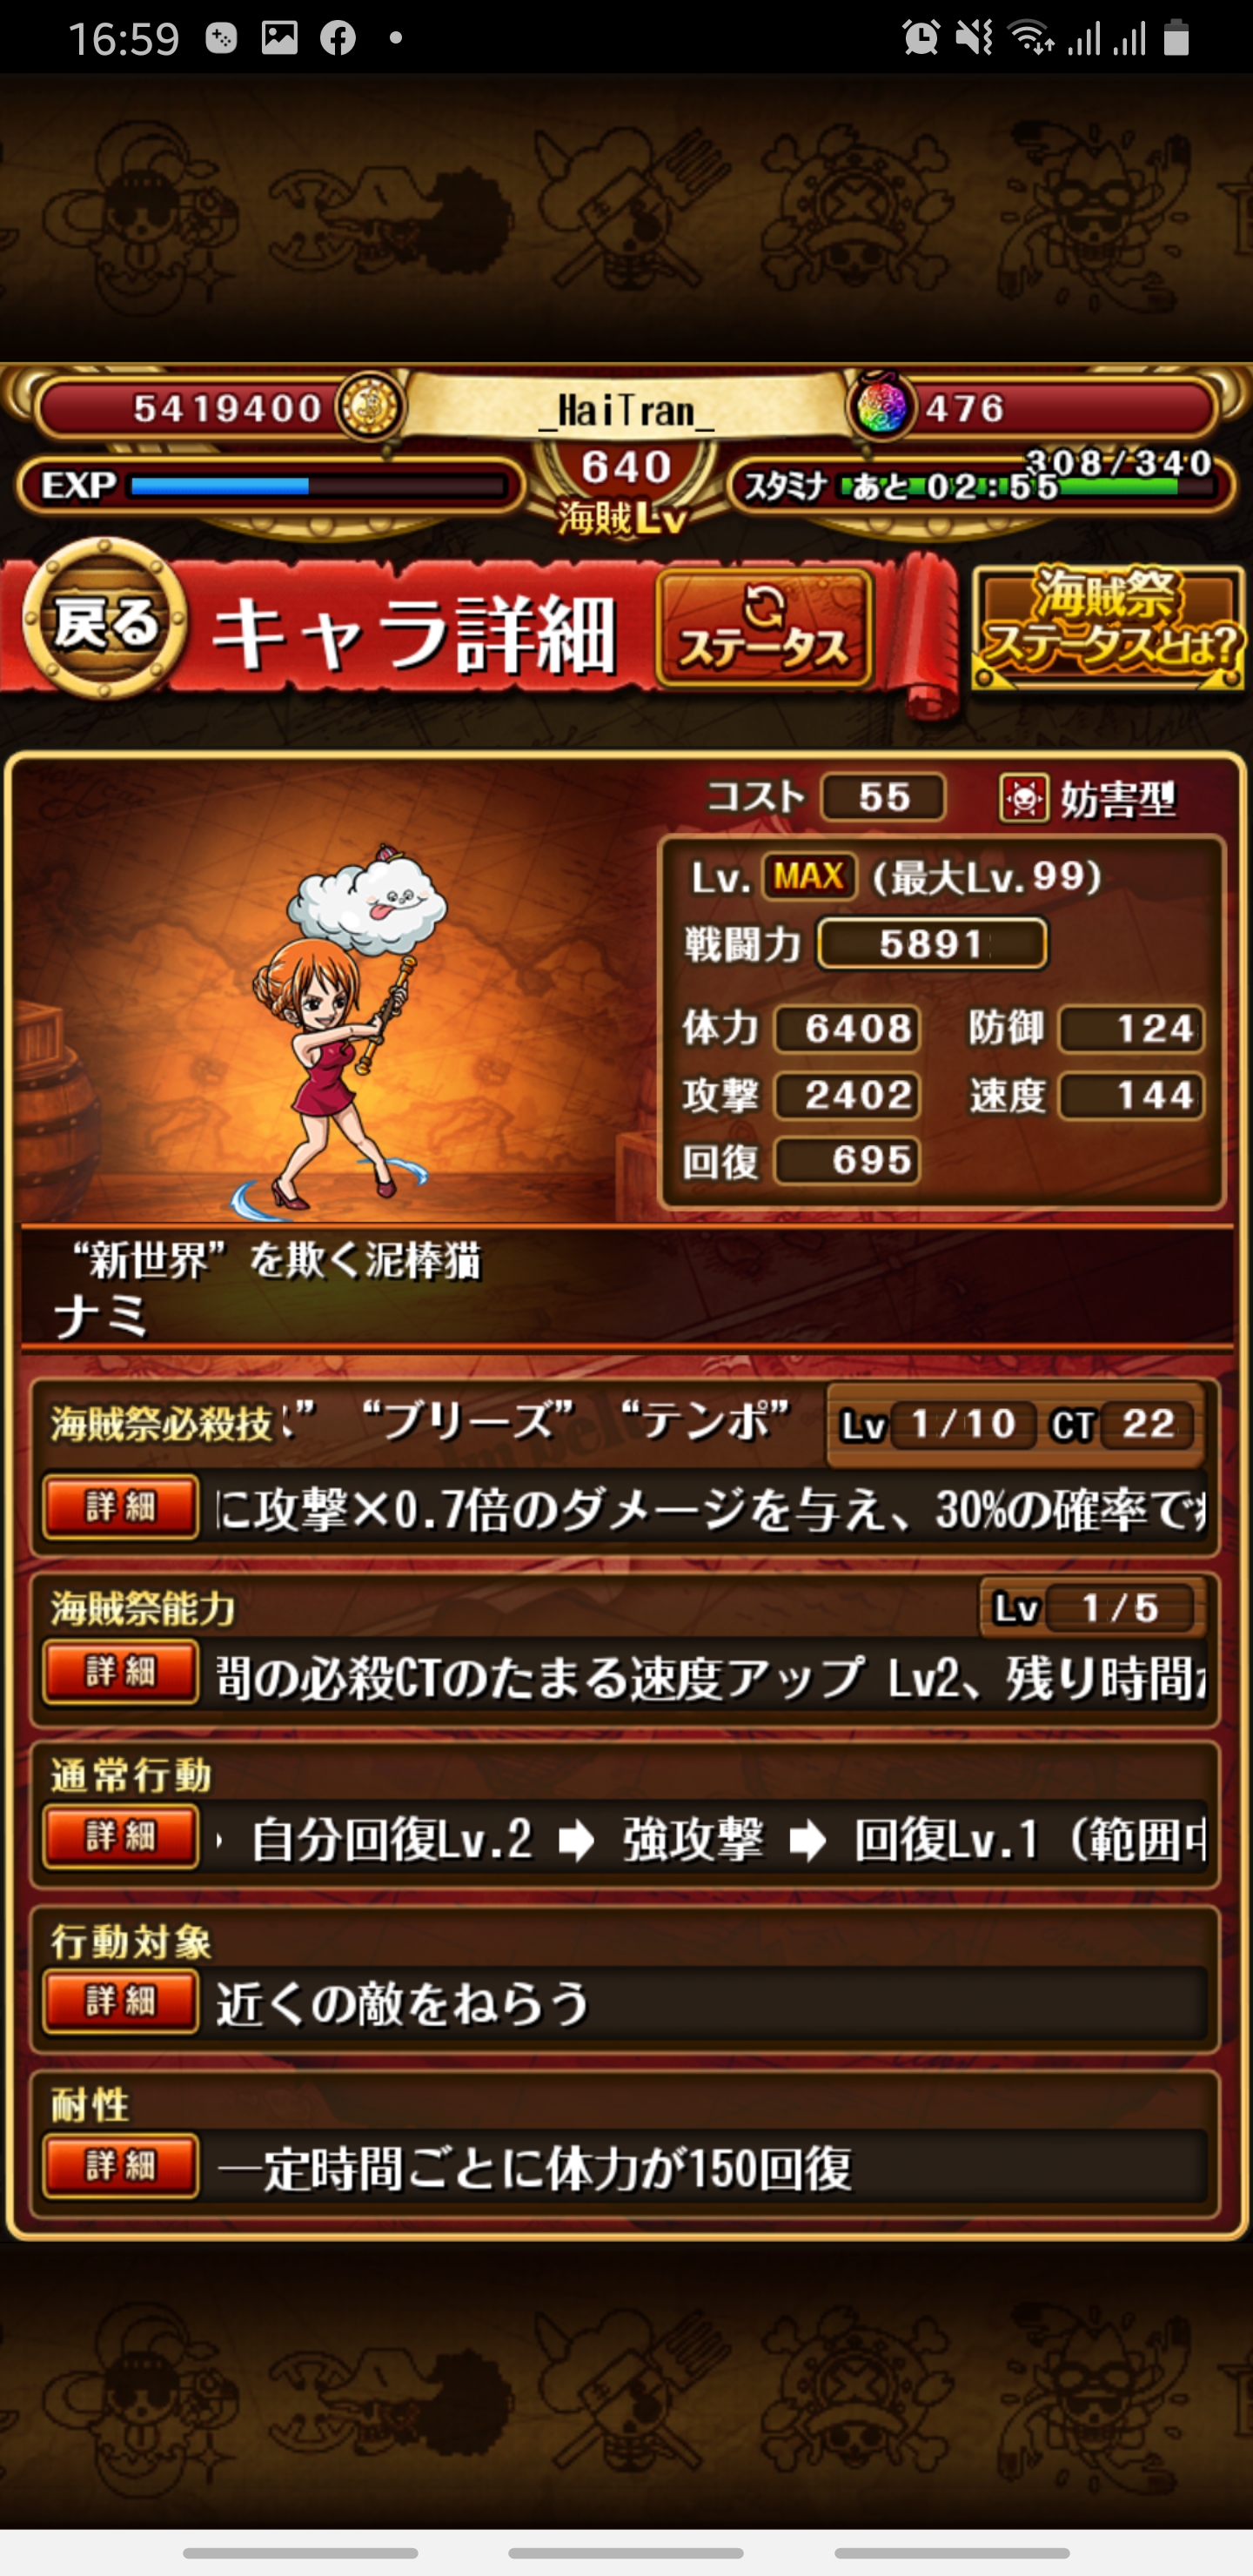 16:59
5419400
_HaiTran_
476
EXP
640
海賊Lv
スタミナ
308/340
あと 02:55
戻る
キャラ詳細
ステータス
海賊祭
ステータスとは?
コスト 55 妨害型
Lv. MAX (最大Lv.99)
戦闘力 5891
体力 6408 防御 124
攻撃 2402 速度 144
回復 695
“新世界”を欺く泥棒猫
ナミ
海賊祭必殺技 ” “ブリーズ” “テンポ” Lv 1/10 CT 22
詳細 に攻撃×0.7倍のダメージを与え、30%の確率で
海賊祭能力 Lv 1/5
詳細 間の必殺CTのたまる速度アップ Lv2、残り時間
通常行動
詳細 自分回復Lv.2 ➡ 強攻撃 ➡ 回復Lv.1 (範囲中
行動対象
詳細 近くの敵をねらう
耐性
詳細 一定時間ごとに体力が150回復